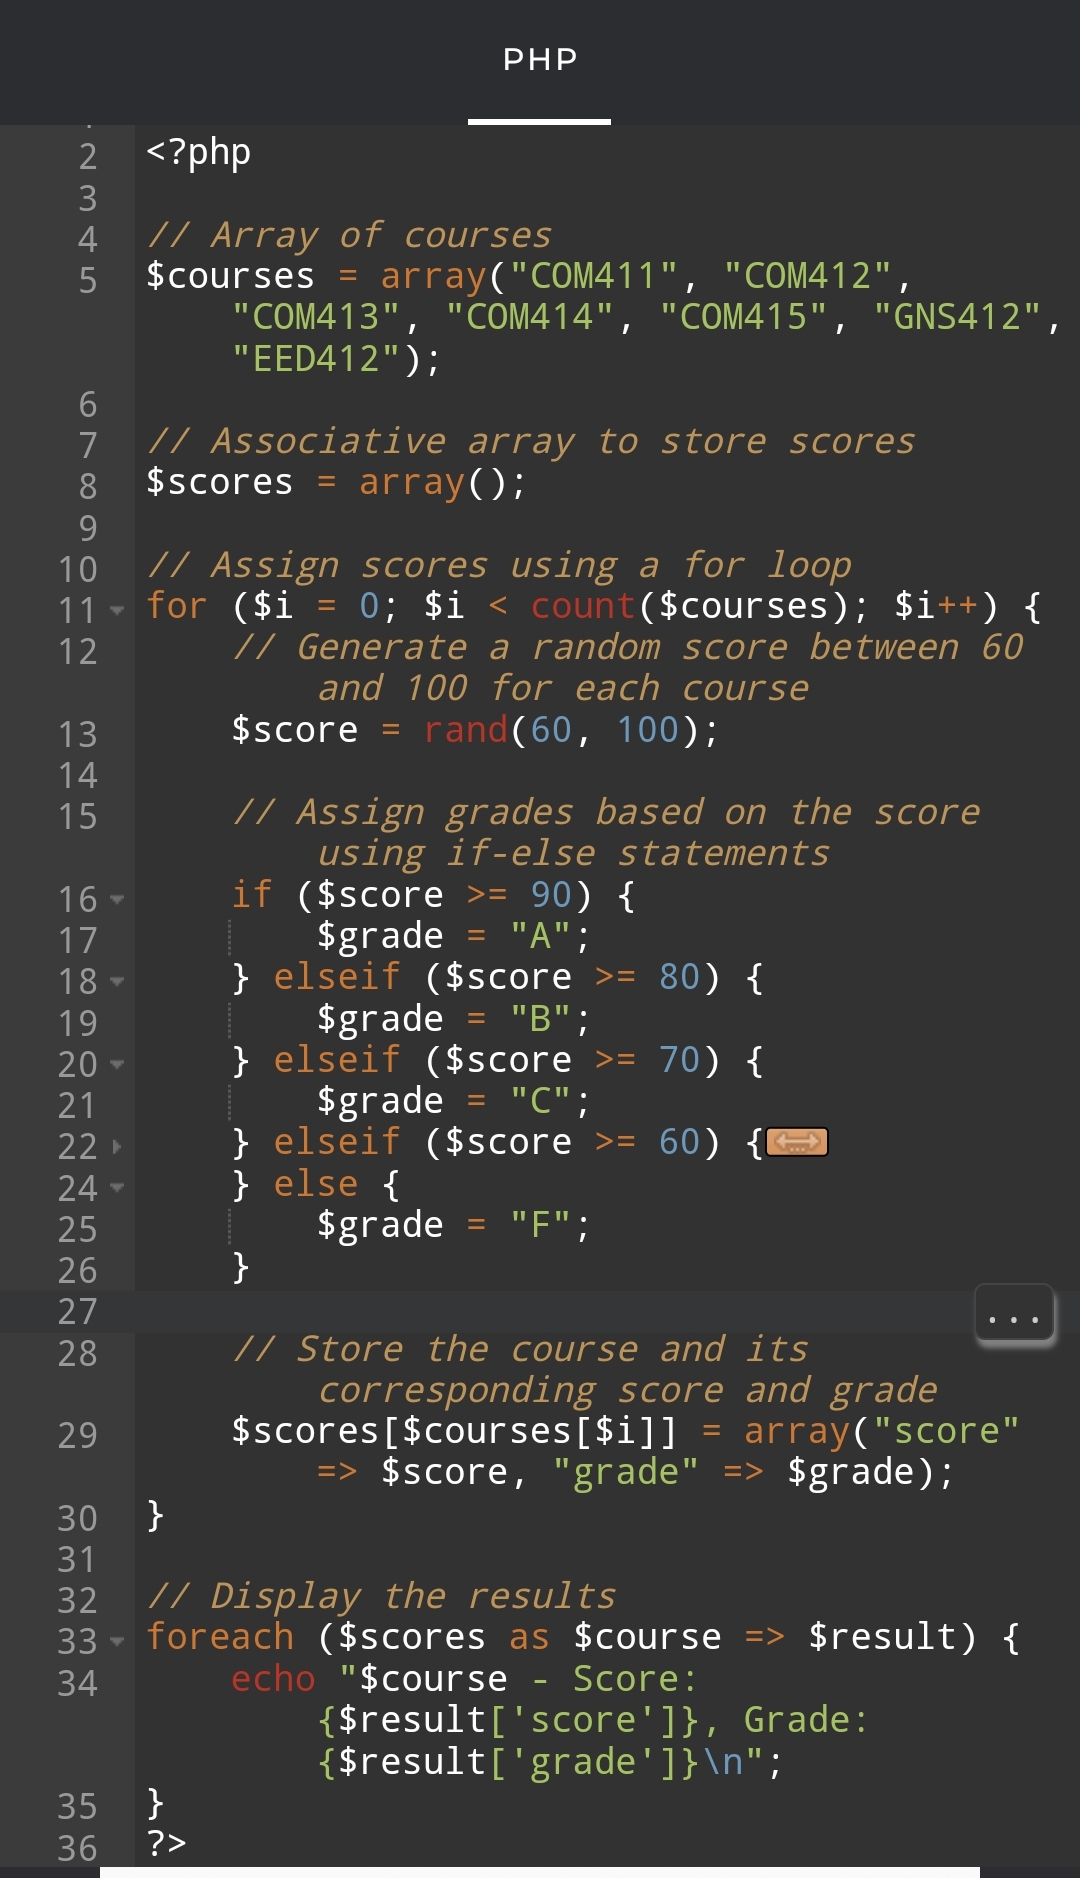 PHP
2 <?php
3
4 // Array of courses
5 $courses = array("COM411", "COM412",
"COM413", "COM414", "COM415", "GNS412",
"EED412");
6
7 // Associative array to store scores
8 $scores = array();
9
10 // Assign scores using a for loop
11 for ($i = 0; $i < count($courses); $i++) {
12 // Generate a random score between 60
and 100 for each course
13 $score = rand(60, 100);
14
15 // Assign grades based on the score
using if-else statements
16 if ($score >= 90) {
17 $grade = "A";
18 } elseif ($score >= 80) {
19 $grade = "B";
20 } elseif ($score >= 70) {
21 $grade = "C";
22 } elseif ($score >= 60) {
24 } else {
25 $grade = "F";
26 }
27 ...
28 // Store the course and its
corresponding score and grade
29 $scores[$courses[$i]] = array("score"
=> $score, "grade" => $grade);
30 }
31
32 // Display the results
33 foreach ($scores as $course => $result) {
34 echo "$course - Score:
{$result['score']}, Grade:
{$result['grade']}\n";
35 }
36 ?>